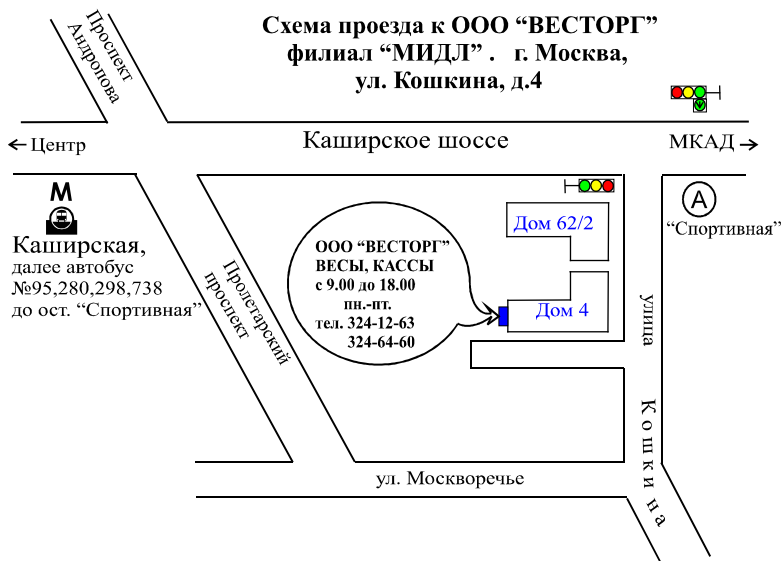 Схема проезда к ООО “ВЕСТОРГ”
филиал “МИДЛ” . г. Москва,
ул. Кошкина, д.4
Проспект
Андропова
← Центр
Каширское шоссе
МКАД →
М
Каширская,
далее автобус
№95,280,298,738
до ост. “Спортивная”
Пролетарский
проспект
ООО “ВЕСТОРГ”
ВЕСЫ, КАССЫ
с 9.00 до 18.00
пн.-пт.
тел. 324-12-63
324-64-60
Дом 62/2
Дом 4
А
“Спортивная”
улица
Кошкина
ул. Москворечье